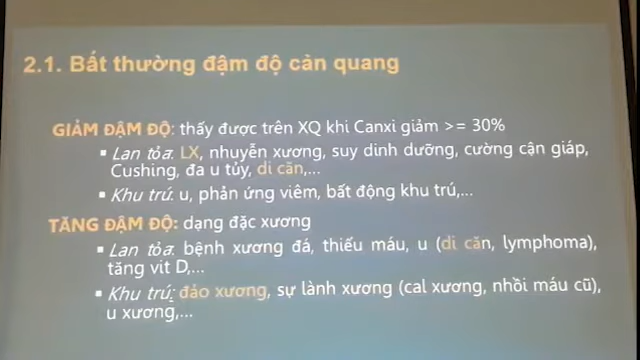 2.1. Bất thường đậm độ cản quang
GIẢM ĐẬM ĐỘ: thấy được trên XQ khi Canxi giảm >= 30%
▪ Lan tỏa: LX, nhuyễn xương, suy dinh dưỡng, cường cận giáp,
Cushing, đa u tủy, di căn,...
▪ Khu trú: u, phản ứng viêm, bất động khu trú,...
TĂNG ĐẬM ĐỘ: dạng đặc xương
▪ Lan tỏa: bệnh xương đá, thiếu máu, u (di căn, lymphoma),
tăng vit D,...
▪ Khu trú: đảo xương, sự lành xương (cal xương, nhồi máu cũ),
u xương,...